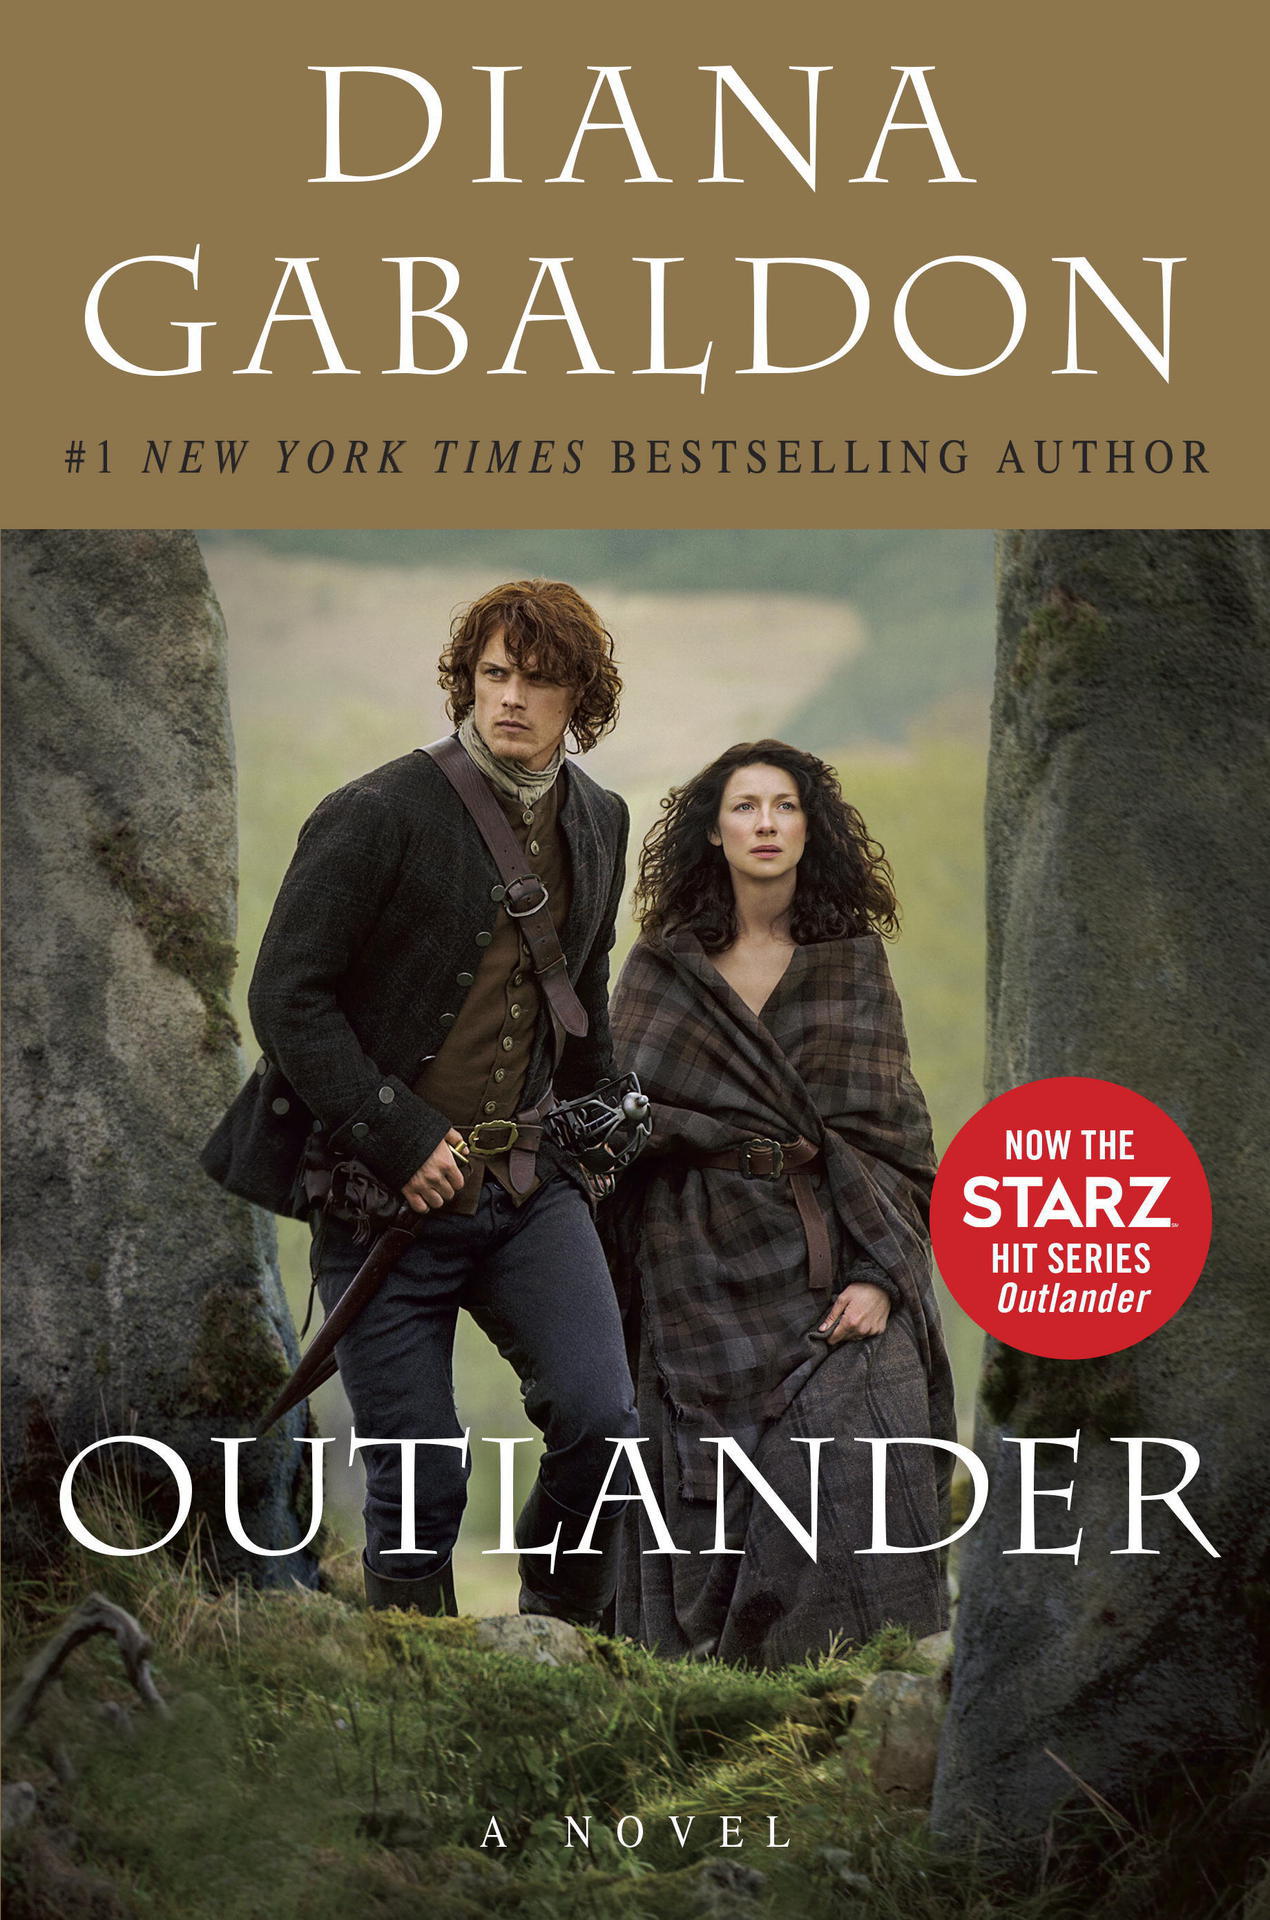 DIANA
GABALDON
#1 NEW YORK TIMES BESTSELLING AUTHOR
NOW THE
STARZ
HIT SERIES
Outlander
OUTLANDER
A NOVEL